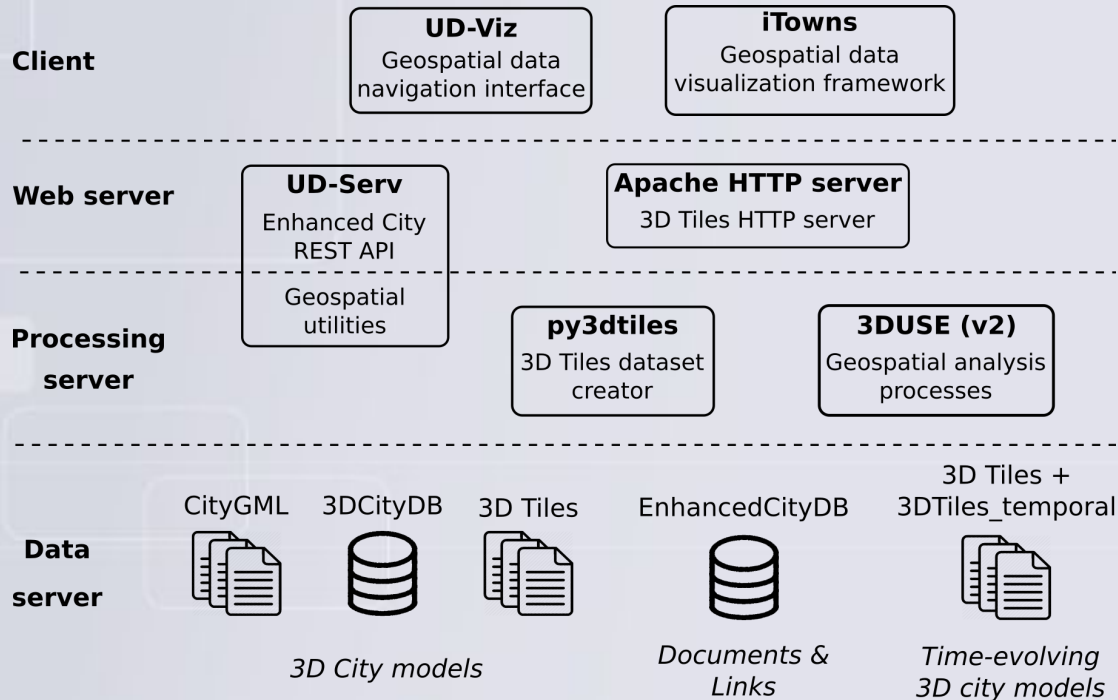 Client
UD-Viz
Geospatial data
navigation interface
iTowns
Geospatial data
visualization framework
Web server
UD-Serv
Enhanced City
REST API
Geospatial
utilities
Apache HTTP server
3D Tiles HTTP server
Processing
server
py3dtiles
3D Tiles dataset
creator
3DUSE (v2)
Geospatial analysis
processes
Data
server
CityGML
3DCityDB
3D Tiles
3D City models
EnhancedCityDB
Documents &
Links
3D Tiles +
3DTiles_temporal
Time-evolving
3D city models